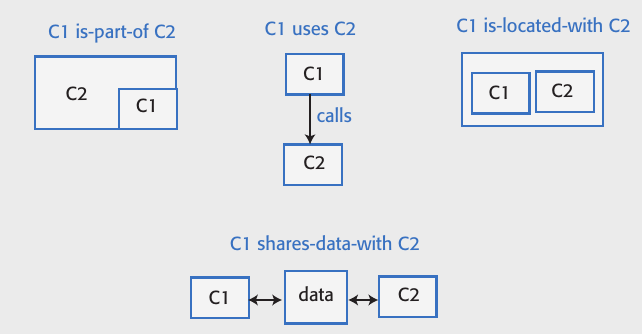 C1 is-part-of C2
C1 uses C2
C1 is-located-with C2
C2
C1
C1
calls
C2
C1
C2
C1 shares-data-with C2
C1
data
C2